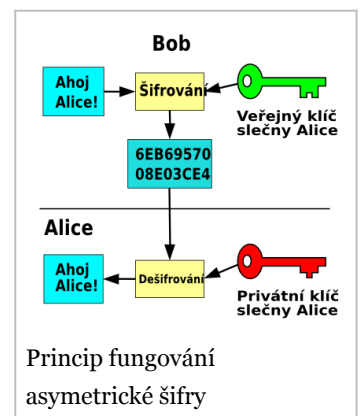 Bob
Ahoj
Alice!
Šifrování
Veřejný klíč
slečny Alice
6EB69570
08E03CE4
Alice
Ahoj
Alice!
Dešifrování
Privátní klíč
slečny Alice
Princip fungování
asymetrické šifry